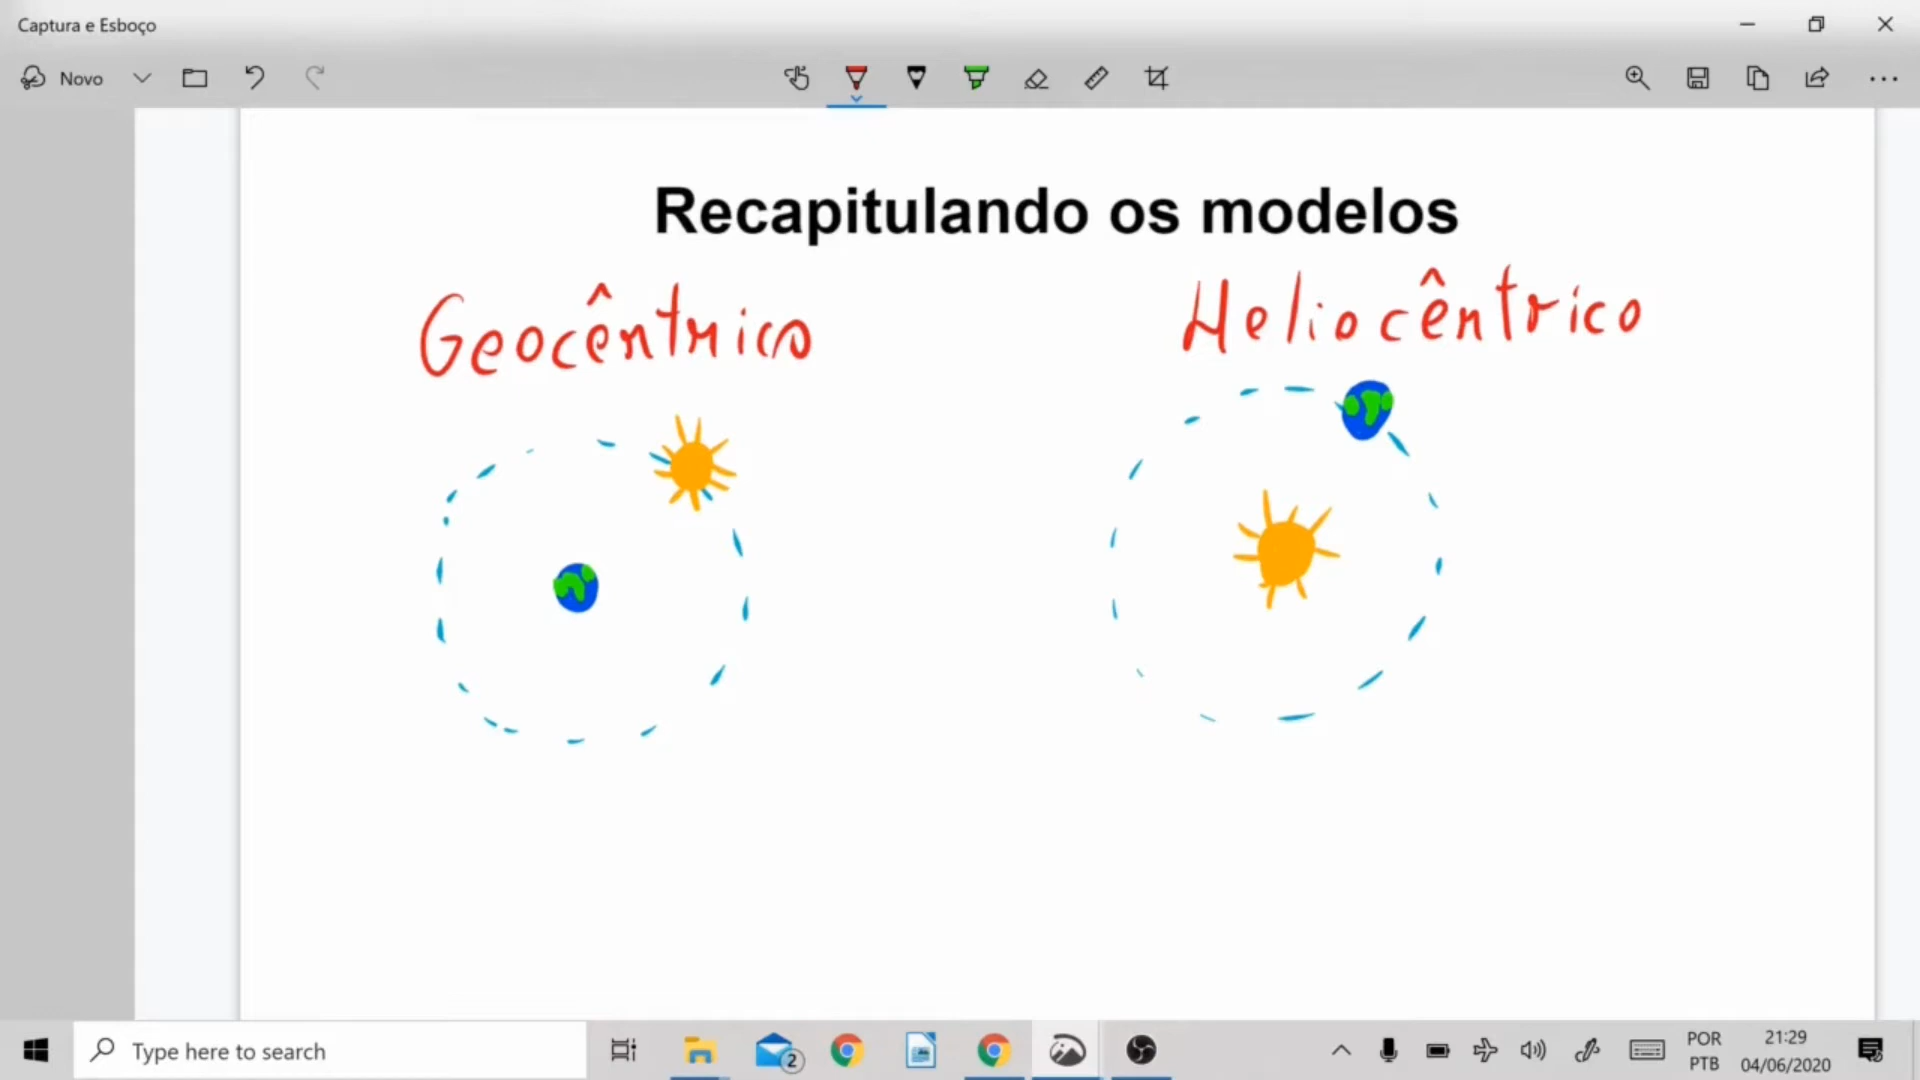 Captura e Esboço
Novo
Recapitulando os modelos
Geocêntrico
Heliocêntrico
Type here to search
2
POR
PTB
21:29
04/06/2020